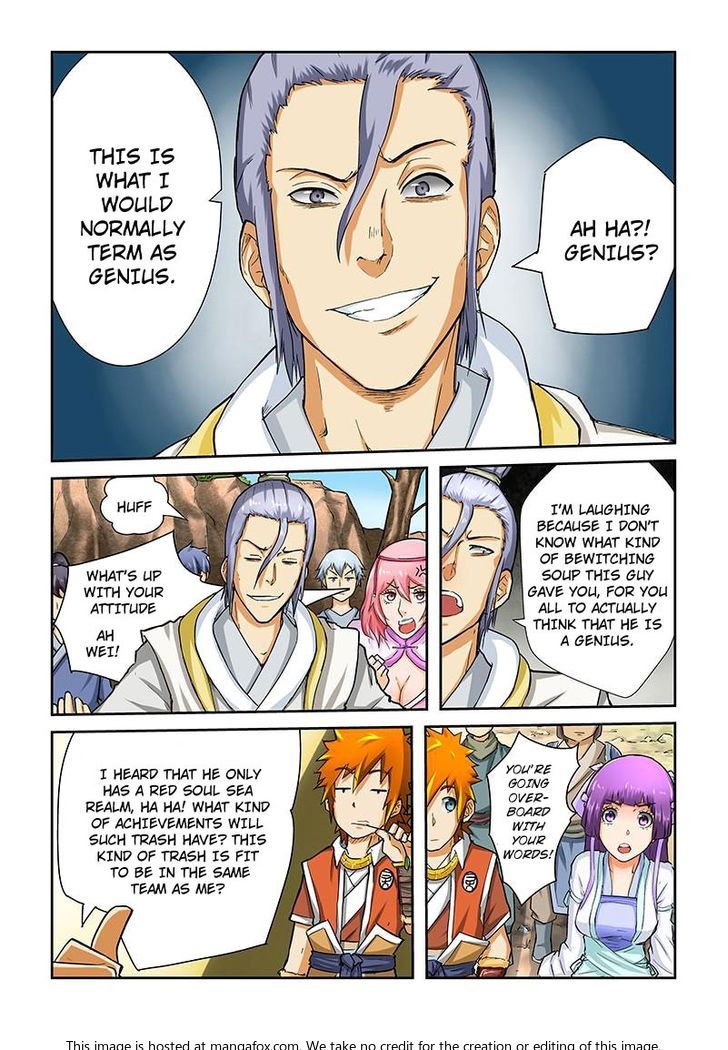 AH HA?!
GENIUS?
THIS IS
WHAT I
WOULD
NORMALLY
TERM AS
GENIUS.
I'M LAUGHING
BECAUSE I DON'T
KNOW WHAT KIND
OF BEWITCHING
SOUP THIS GUY
GAVE YOU, FOR YOU
ALL TO ACTUALLY
THINK THAT HE IS
A GENIUS.
HUFF
WHAT'S UP
WITH YOUR
ATTITUDE
AH
WEI!
YOU'RE
GOING
OVER-
BOARD
WITH
YOUR
WORDS!
I HEARD THAT HE ONLY
HAS A RED SOUL SEA
REALM, HA HA! WHAT KIND
OF ACHIEVEMENTS WILL
SUCH TRASH HAVE? THIS
KIND OF TRASH IS FIT
TO BE IN THE SAME
TEAM AS ME?
This image is hosted at mangafox.com. We take no credit for the creation or editing of this image.